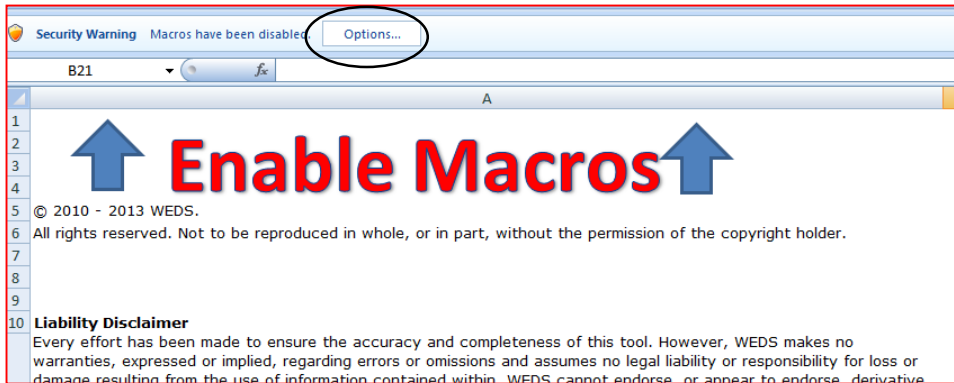 Security Warning Macros have been disabled. Options...
B21 fx
A
1
2
Enable Macros
3
4
5 © 2010 - 2013 WEDS.
6 All rights reserved. Not to be reproduced in whole, or in part, without the permission of the copyright holder.
7
8
9
10 Liability Disclaimer
Every effort has been made to ensure the accuracy and completeness of this tool. However, WEDS makes no
warranties, expressed or implied, regarding errors or omissions and assumes no legal liability or responsibility for loss or
damage resulting from the use of information contained within. WEDS cannot endorse, or appear to endorse, derivative